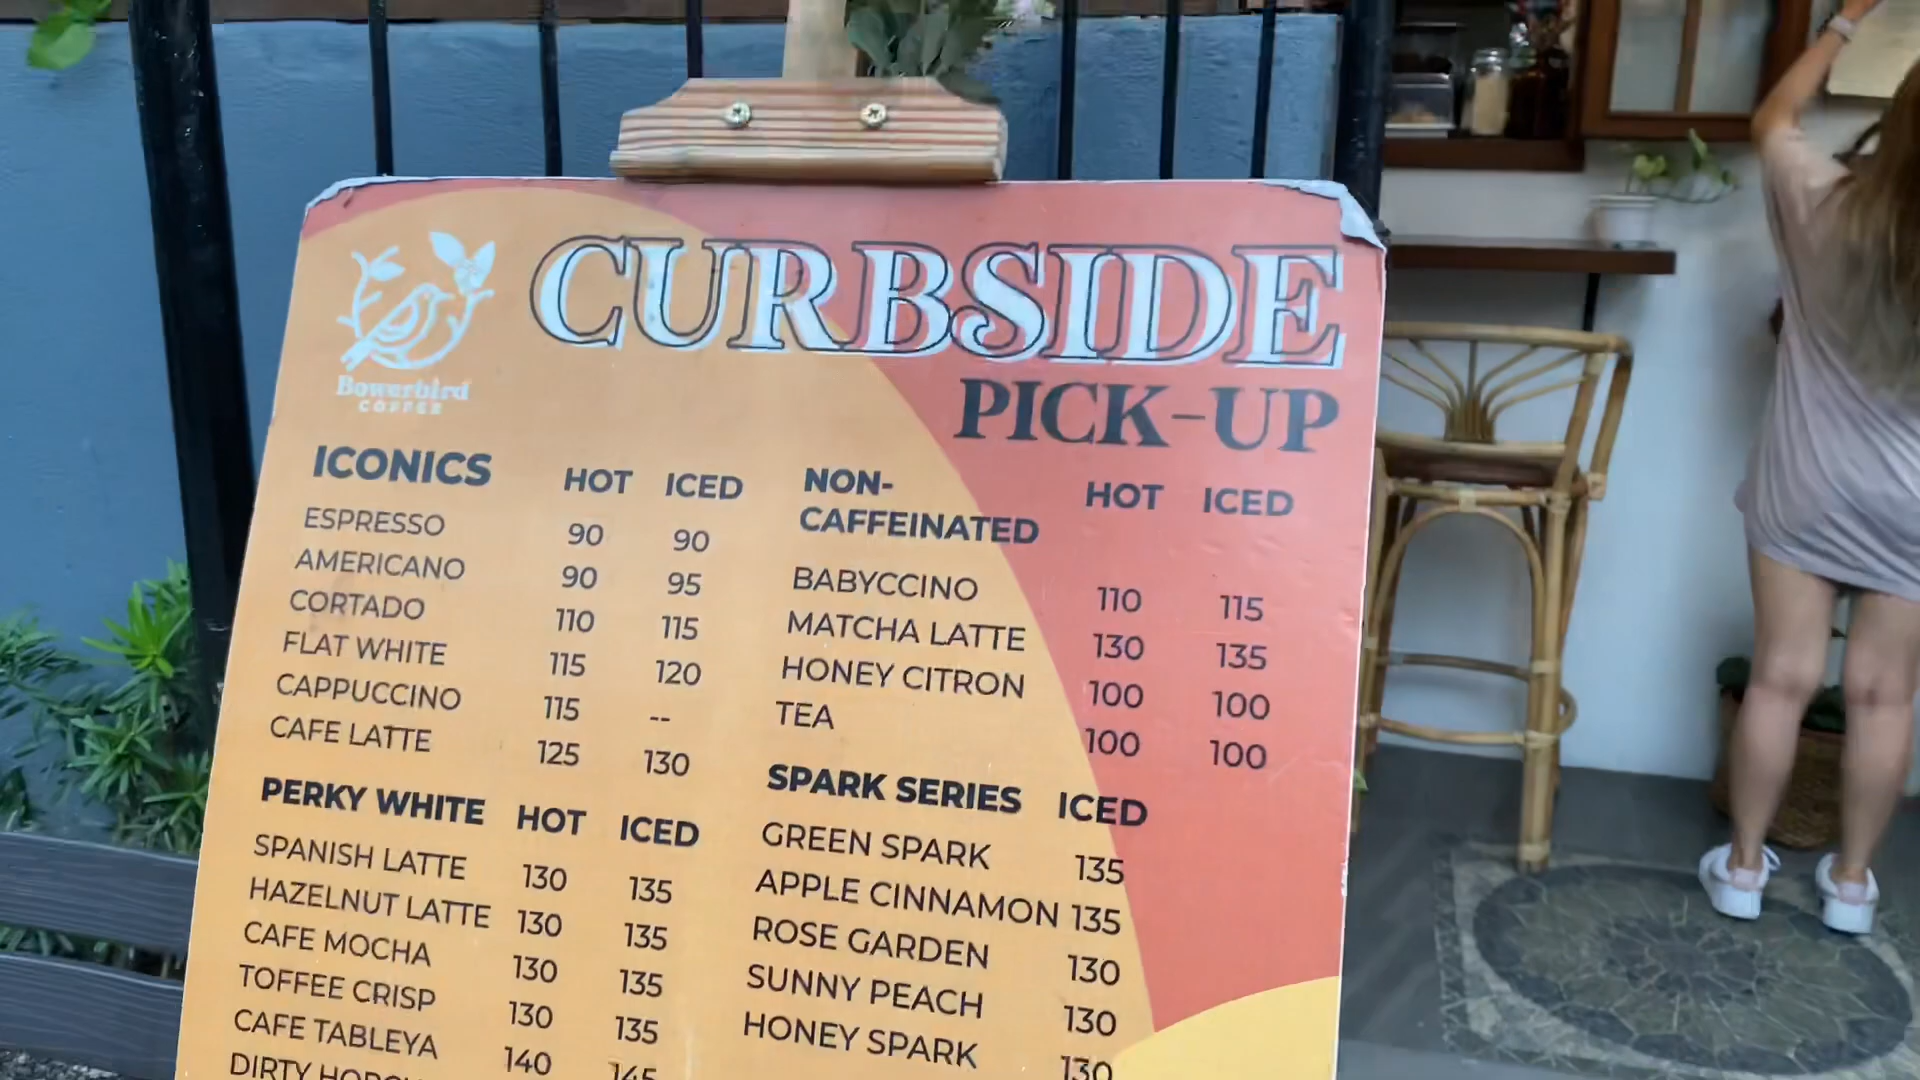 Bowerbird
COFFEE
CURBSIDE
PICK-UP
ICONICS HOT ICED
ESPRESSO 90 90
AMERICANO 90 95
CORTADO 110 115
FLAT WHITE 115 120
CAPPUCCINO 115 --
CAFE LATTE 125 130
PERKY WHITE HOT ICED
SPANISH LATTE 130 135
HAZELNUT LATTE 130 135
CAFE MOCHA 130 135
TOFFEE CRISP 130 135
CAFE TABLEYA 140 145
DIRTY
NON-
CAFFEINATED HOT ICED
BABYCCINO 110 115
MATCHA LATTE 130 135
HONEY CITRON 100 100
TEA 100 100
SPARK SERIES ICED
GREEN SPARK 135
APPLE CINNAMON 135
ROSE GARDEN 130
SUNNY PEACH 130
HONEY SPARK 130